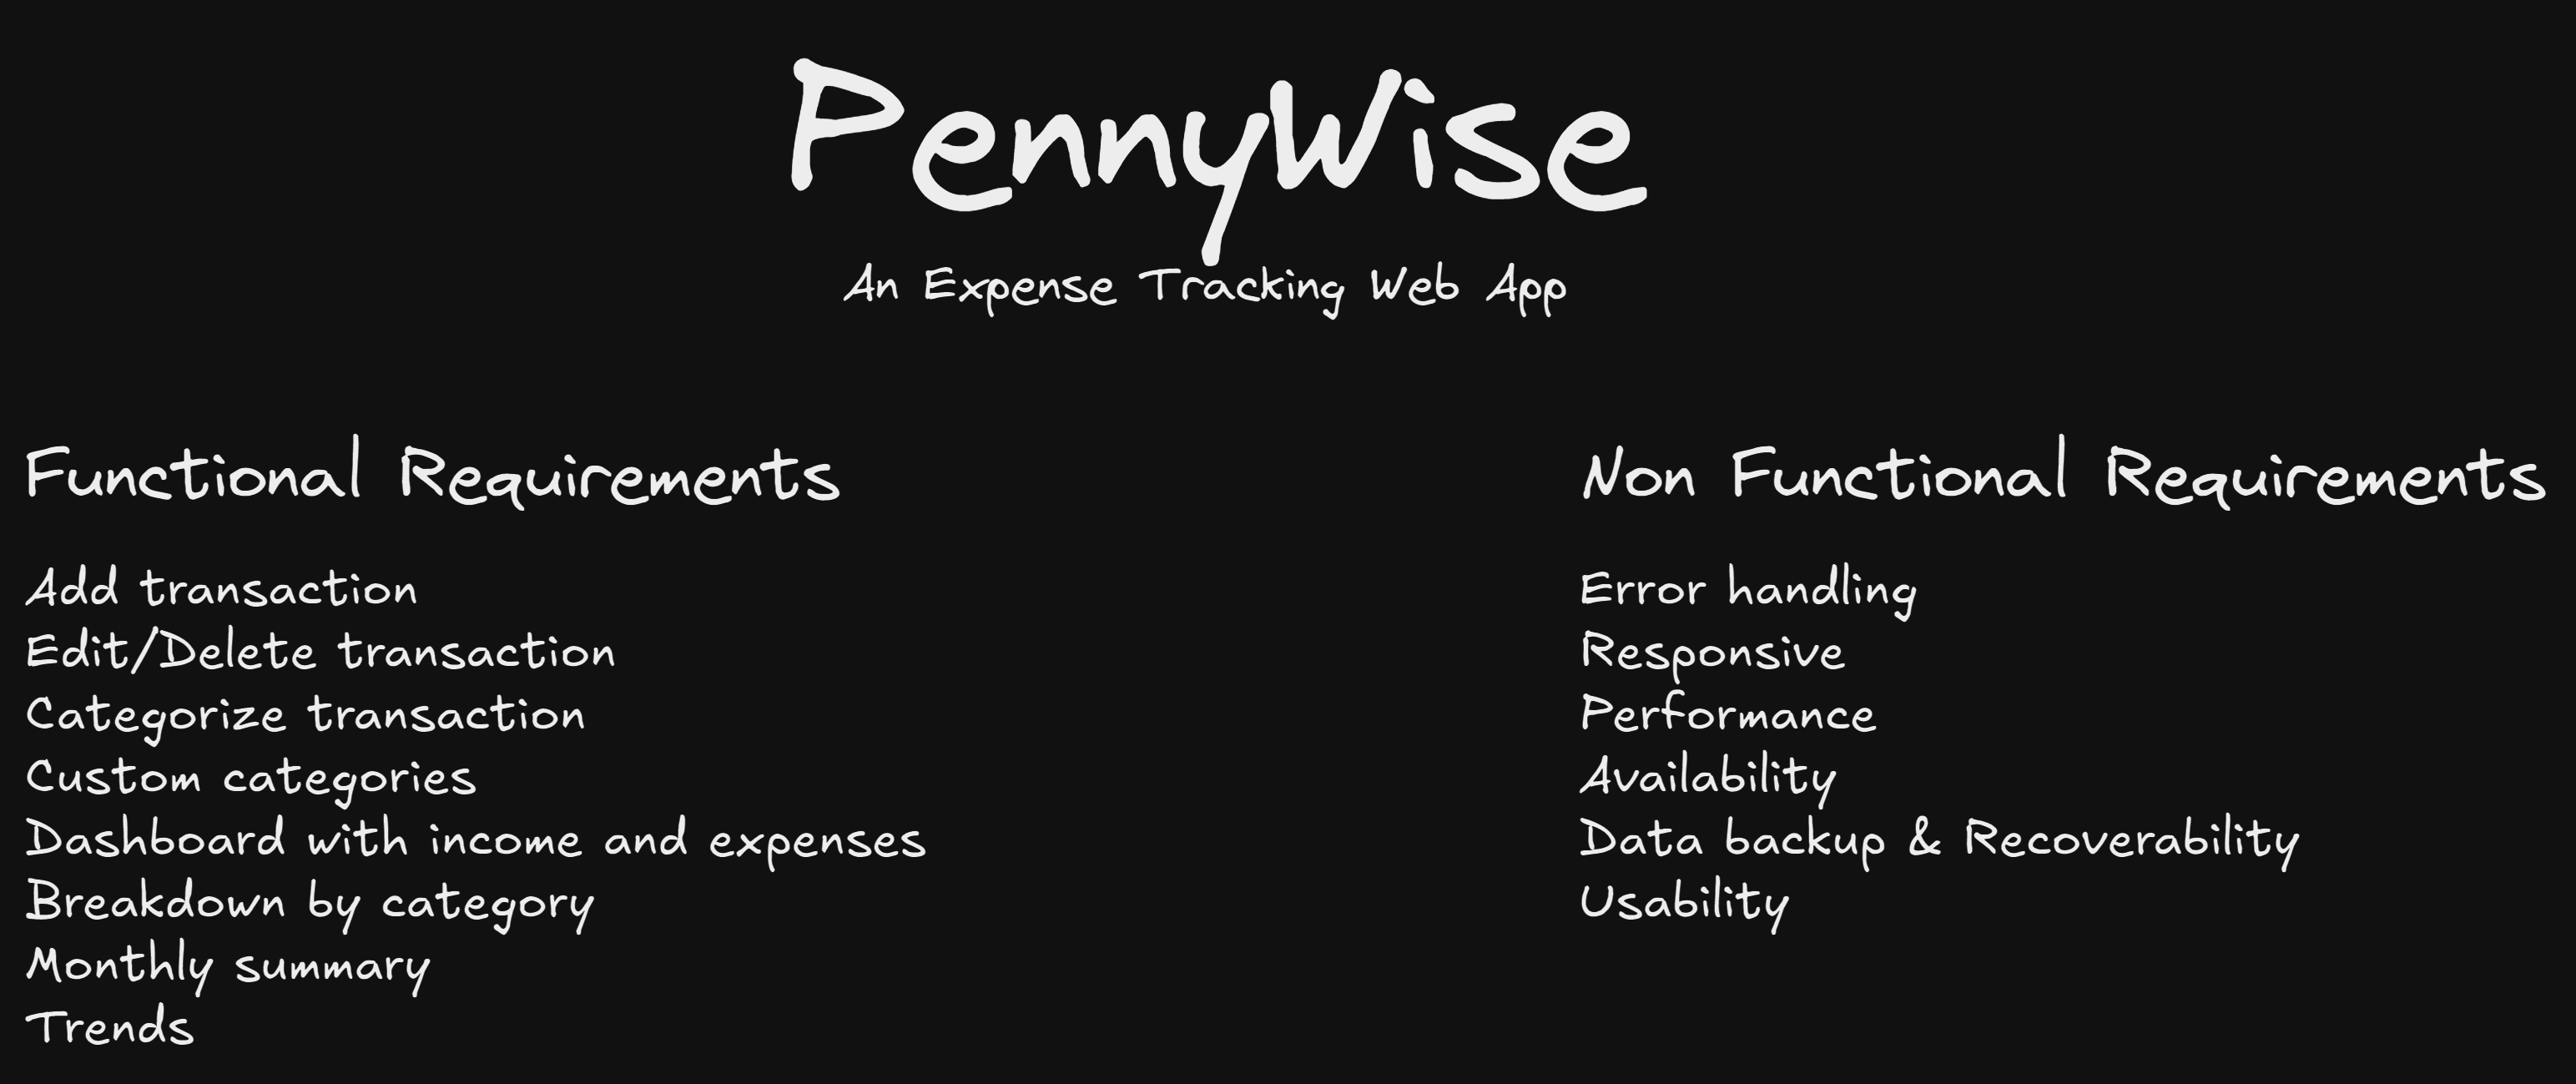 PennyWise
An Expense Tracking Web App
Functional Requirements
Add transaction
Edit/Delete transaction
Categorize transaction
Custom categories
Dashboard with income and expenses
Breakdown by category
Monthly summary
Trends
Non Functional Requirements
Error handling
Responsive
Performance
Availability
Data backup & Recoverability
Usability